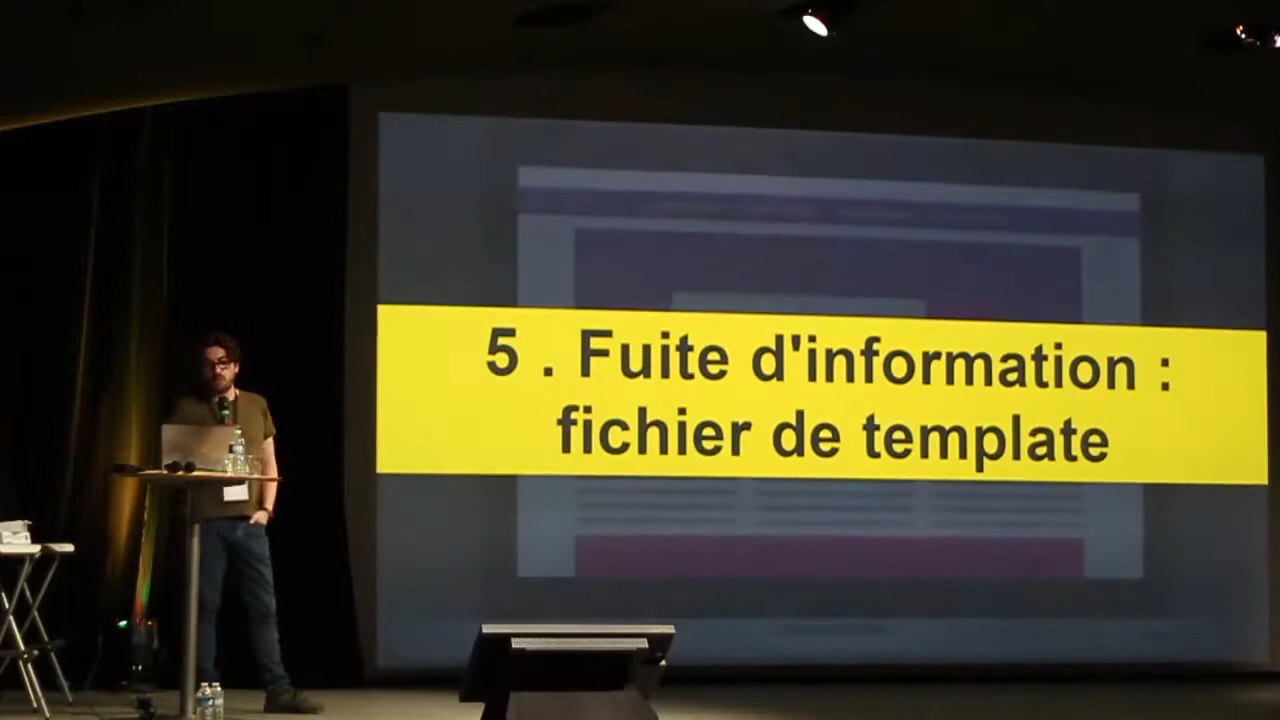 5 . Fuite d'information :
fichier de template